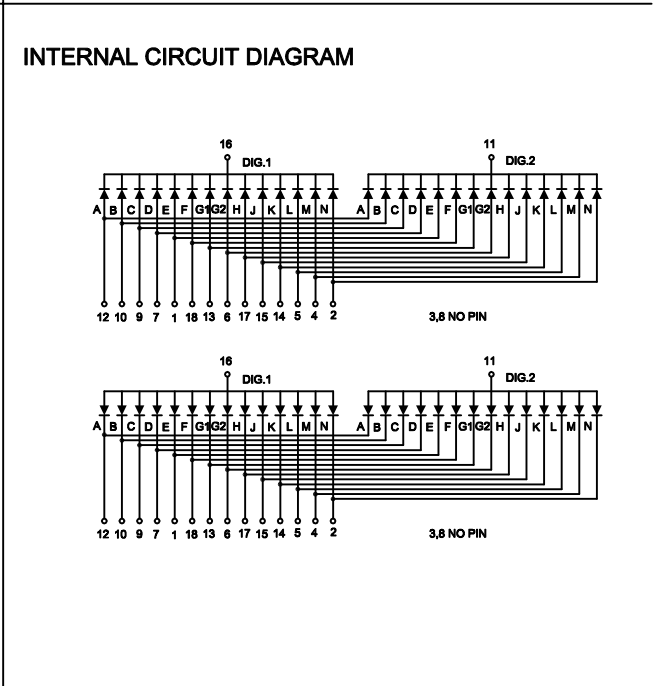 INTERNAL CIRCUIT DIAGRAM
16 11
DIG.1 DIG.2
A B C D E F G1 G2 H J K L M N A B C D E F G1 G2 H J K L M N
12 10 9 7 1 18 13 6 17 15 14 5 4 2 3,8 NO PIN
16 11
DIG.1 DIG.2
A B C D E F G1 G2 H J K L M N A B C D E F G1 G2 H J K L M N
12 10 9 7 1 18 13 6 17 15 14 5 4 2 3,8 NO PIN